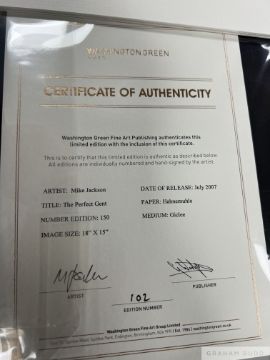 WASHINGTON GREEN
CERTIFICATE OF AUTHENTICITY
Washington Green Fine Art Publishing authenticates this
limited edition with the inclusion of this certificate.
This is to certify that this limited edition is authentic as described below.
All editions are individually numbered and hand-signed by the artist.
ARTIST: Mike Jackson
DATE OF RELEASE: July 2007
TITLE: The Perfect Gent
PAPER: Hahnemuhle
NUMBER EDITION: 150
MEDIUM: Giclee
IMAGE SIZE: 18" X 15"
ARTIST
PUBLISHER
102
EDITION NUMBER
Washington Green Fine Art Group Limited
GRAHAM BUDD